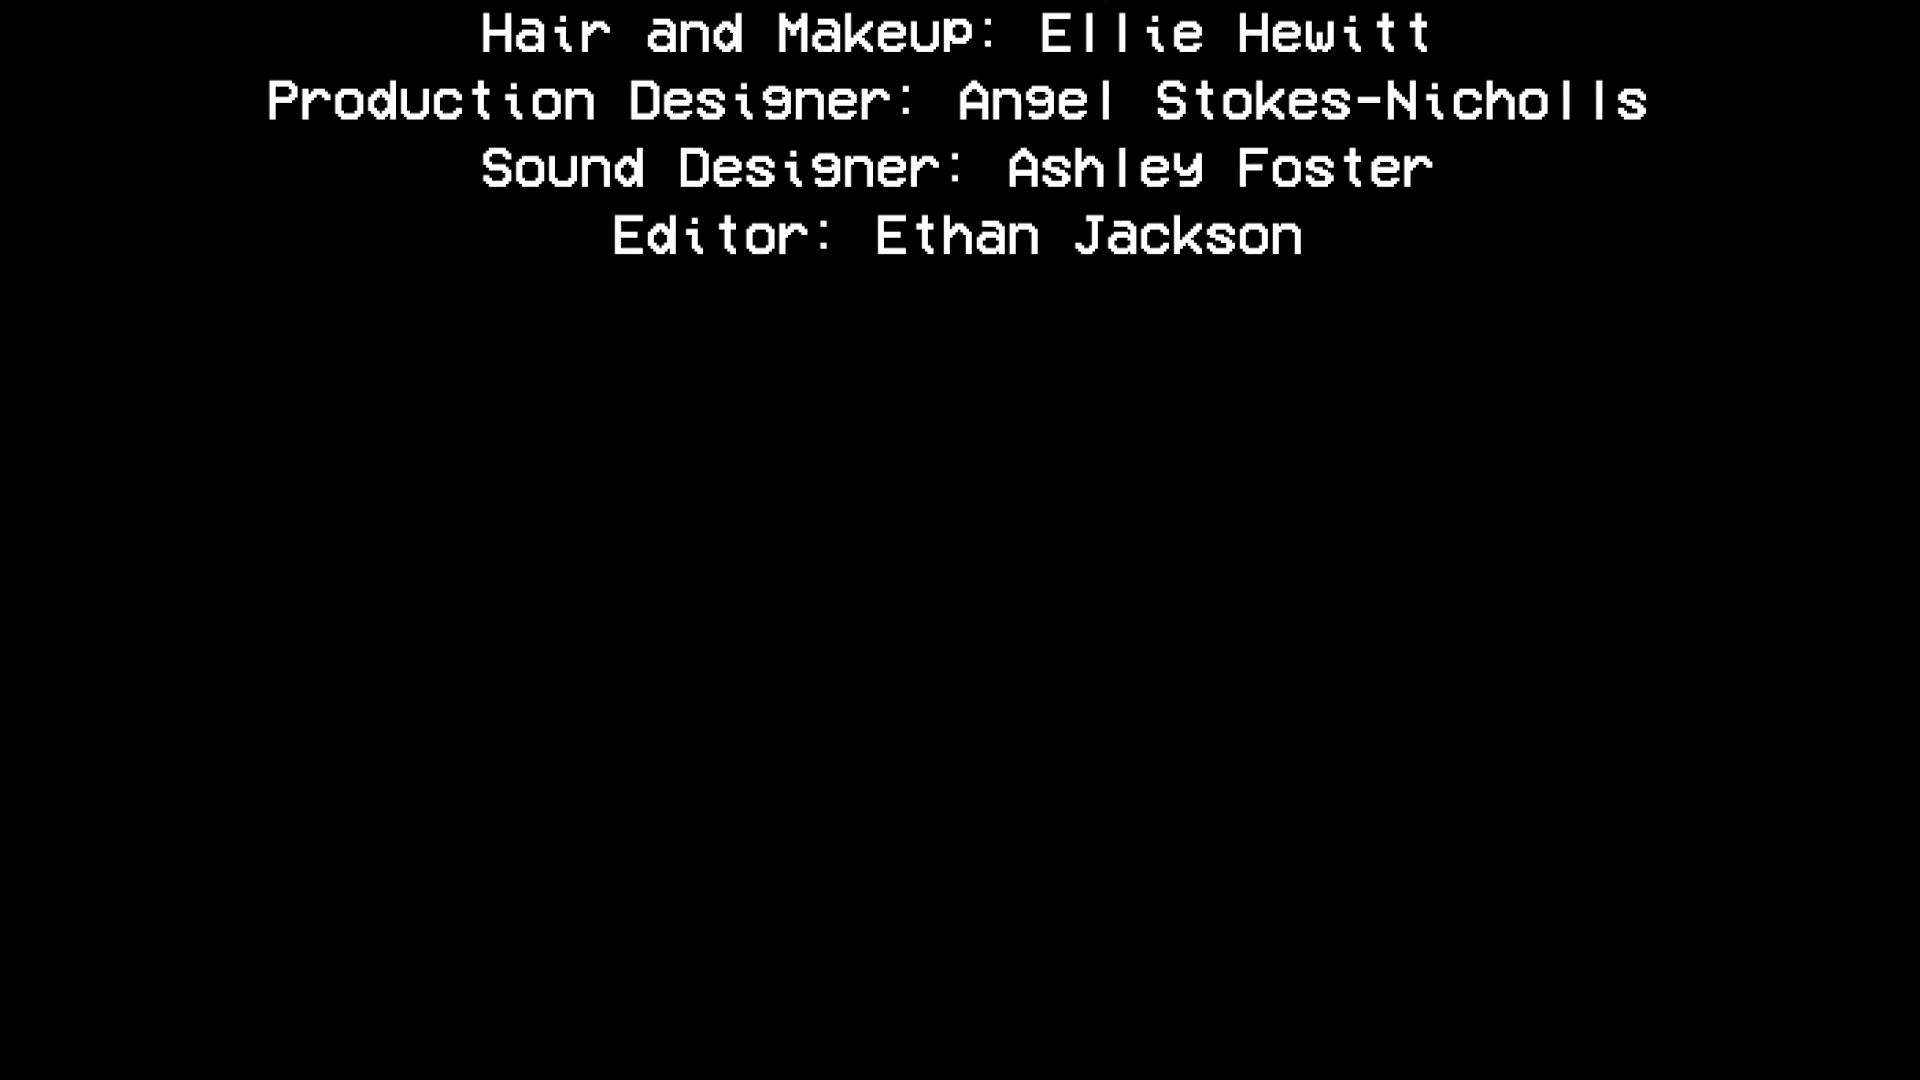 Hair and Makeup: Ellie Hewitt
Production Designer: Angel Stokes-Nicholls
Sound Designer: Ashley Foster
Editor: Ethan Jackson